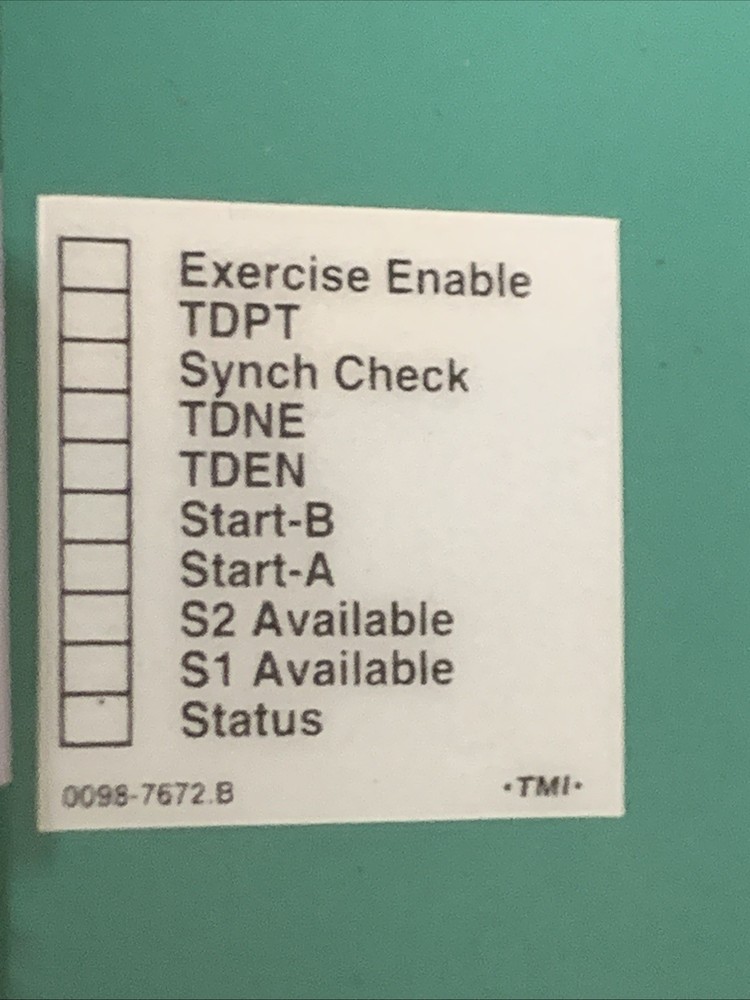 Exercise Enable
TDPT
Synch Check
TDNE
TDEN
Start-B
Start-A
S2 Available
S1 Available
Status
0098-7672.B
•TMI•